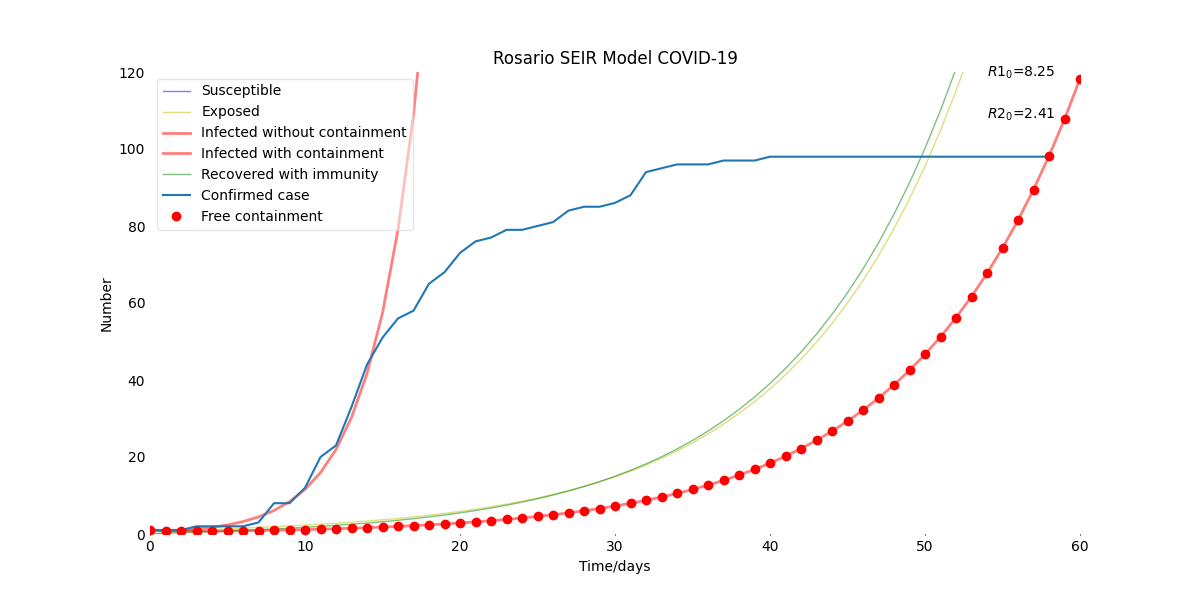 Rosario SEIR Model COVID-19
120
100
80
60
40
20
0
Number
Susceptible
Exposed
Infected without containment
Infected with containment
Recovered with immunity
Confirmed case
Free containment
R1₀=8.25
R2₀=2.41
0 10 20 30 40 50 60
Time/days